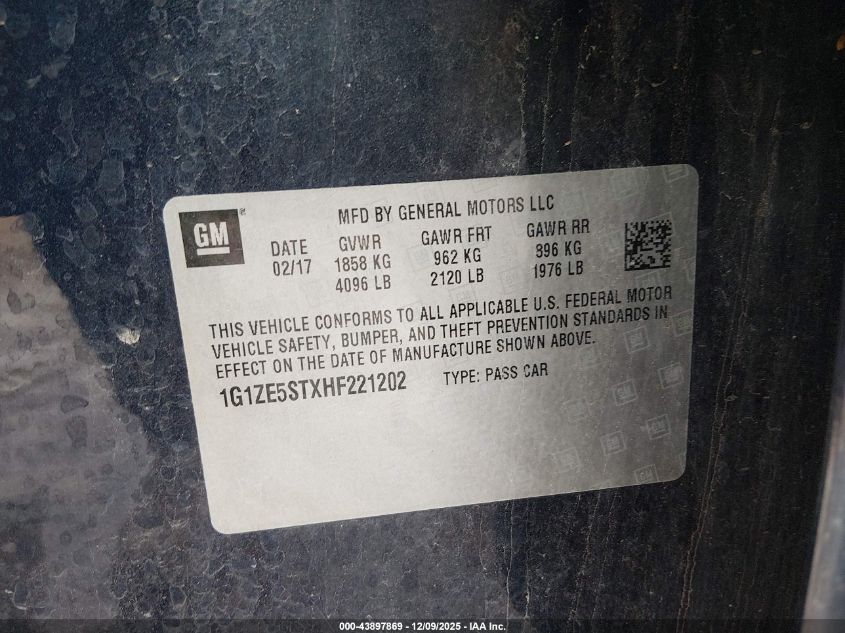 GM®
MFD BY GENERAL MOTORS LLC
DATE GVWR GAWR FRT GAWR RR
02/17 1858 KG 962 KG 896 KG
4096 LB 2120 LB 1976 LB
THIS VEHICLE CONFORMS TO ALL APPLICABLE U.S. FEDERAL MOTOR
VEHICLE SAFETY, BUMPER, AND THEFT PREVENTION STANDARDS IN
EFFECT ON THE DATE OF MANUFACTURE SHOWN ABOVE.
1G1ZE5STXHF221202 TYPE: PASS CAR
000-43897869 - 12/09/2025 - IAA Inc.